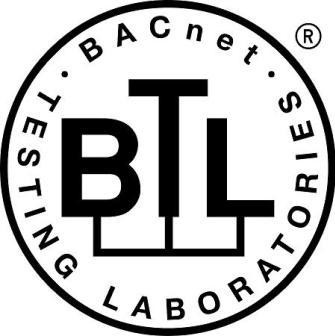 · BACnet ·
TESTING LABORATORIES
BTL
®